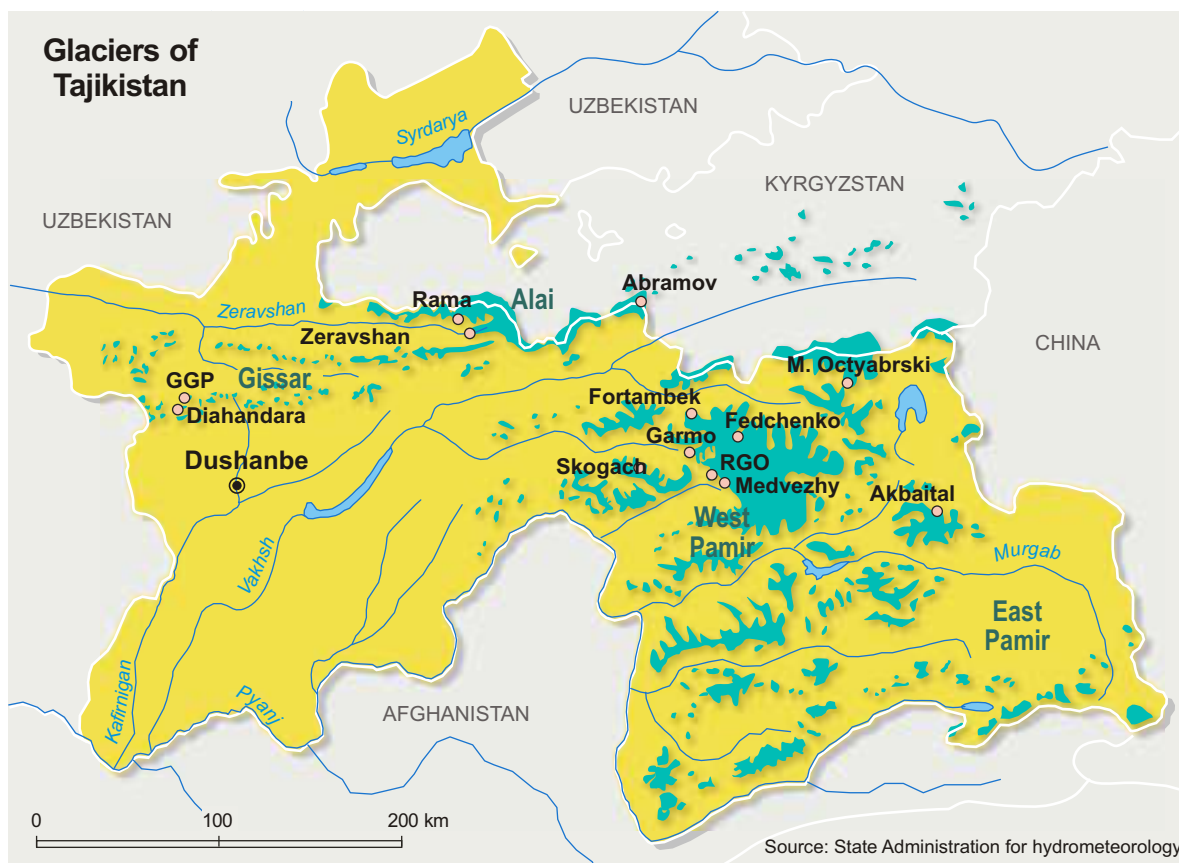 Glaciers of
Tajikistan
UZBEKISTAN
Syrdarya
KYRGYZSTAN
UZBEKISTAN
Abramov
Rama
Alai
Zeravshan
Zeravshan
CHINA
M. Octyabrski
GGP
Gissar
Diahandara
Fortambek
Fedchenko
Garmo
Dushanbe
Skogach
RGO
Medvezhy
Akbaital
West
Pamir
Vakhsh
Murgab
East
Pamir
Kafirnigan
Pyanj
AFGHANISTAN
0 100 200 km
Source: State Administration for hydrometeorology